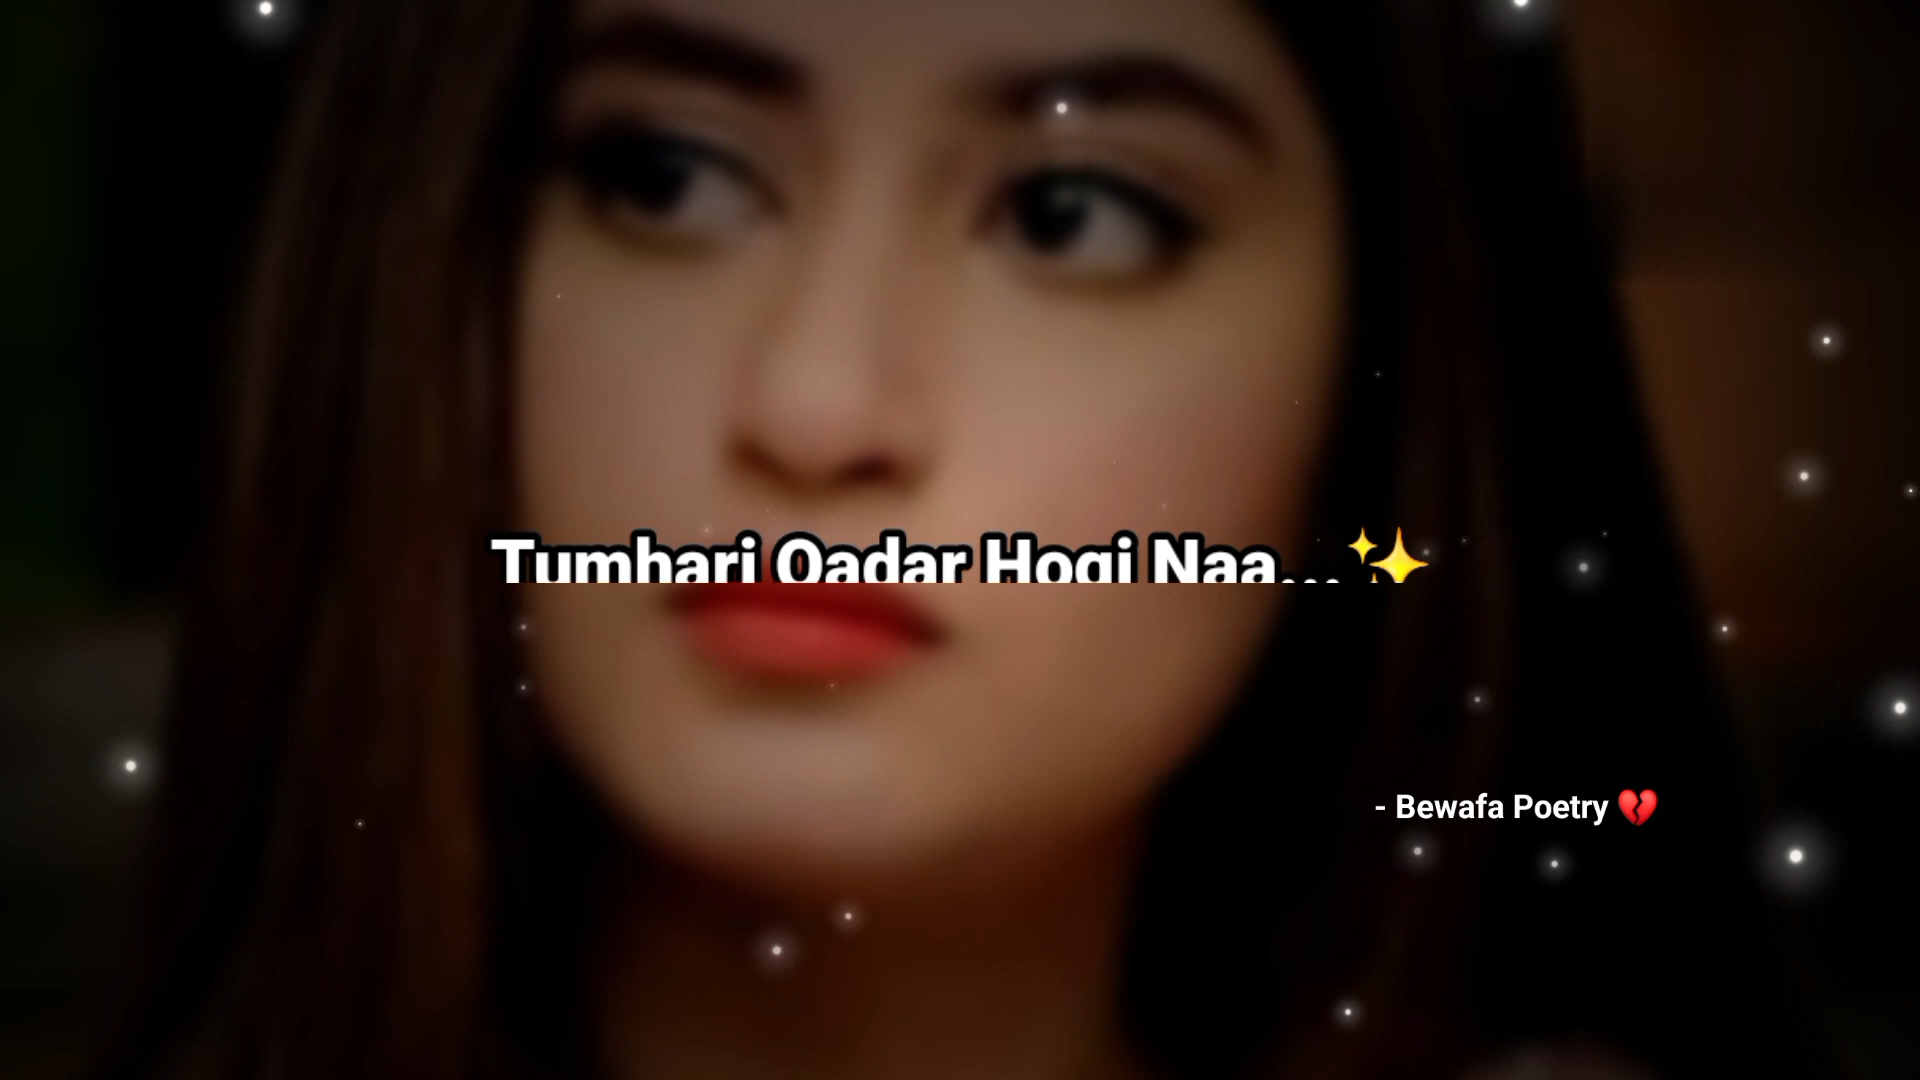 Tumhari Qadar Hogi Naa... ✨
- Bewafa Poetry 💔